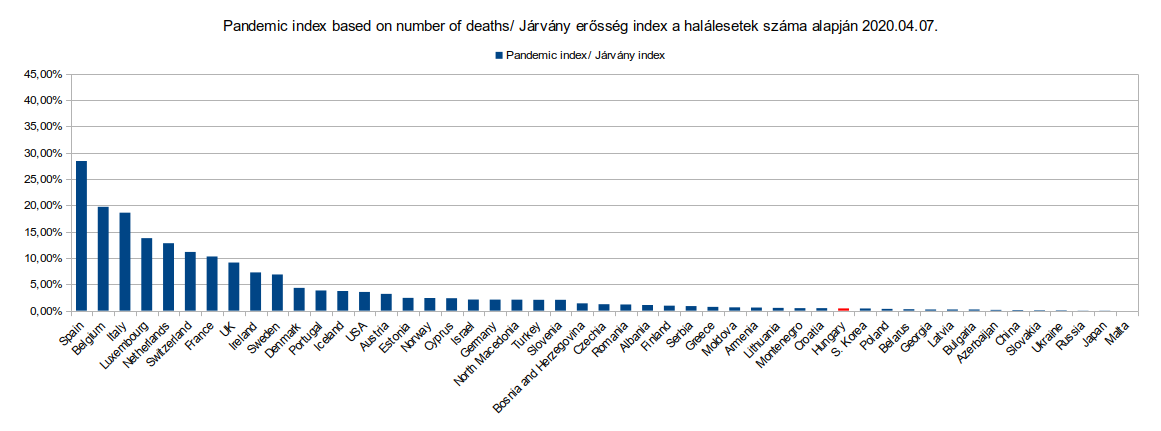 Pandemic index based on number of deaths/ Járvány erősség index a halálesetek száma alapján 2020.04.07.
Pandemic index/ Járvány index
45,00%
40,00%
35,00%
30,00%
25,00%
20,00%
15,00%
10,00%
5,00%
0,00%
Spain
Belgium
Italy
Luxembourg
Netherlands
Switzerland
France
UK
Ireland
Sweden
Denmark
Portugal
Iceland
USA
Austria
Estonia
Norway
Cyprus
Israel
Germany
North Macedonia
Turkey
Slovenia
Bosnia and Herzegovina
Czechia
Romania
Albania
FInland
Serbia
Greece
Moldova
Armenia
Lithuania
Montenegro
Croatia
Hungary
S. Korea
Poland
Belarus
Georgia
Latvia
Bulgaria
Azerbaijan
China
Slovakia
Ukraine
Russia
Japan
Malta